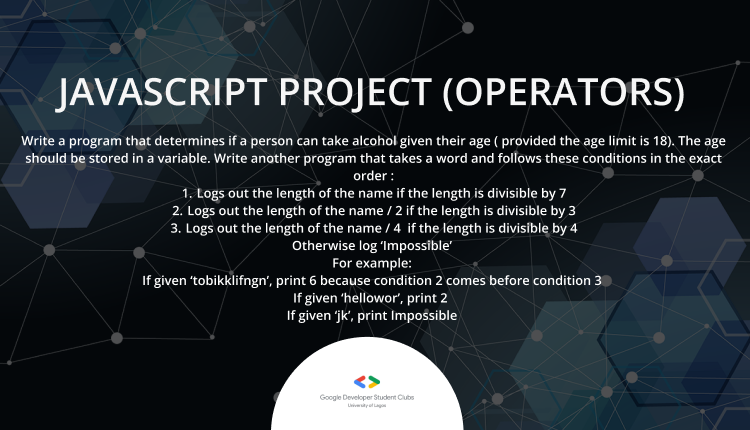 JAVASCRIPT PROJECT (OPERATORS)
Write a program that determines if a person can take alcohol given their age ( provided the age limit is 18). The age
should be stored in a variable. Write another program that takes a word and follows these conditions in the exact
order :
1. Logs out the length of the name if the length is divisible by 7
2. Logs out the length of the name / 2 if the length is divisible by 3
3. Logs out the length of the name / 4 if the length is divisible by 4
Otherwise log ‘Impossible’
For example:
If given ‘tobikklifngn’, print 6 because condition 2 comes before condition 3
If given ‘hellowor’, print 2
If given ‘jk’, print Impossible
Google Developer Student Clubs
University of Lagos